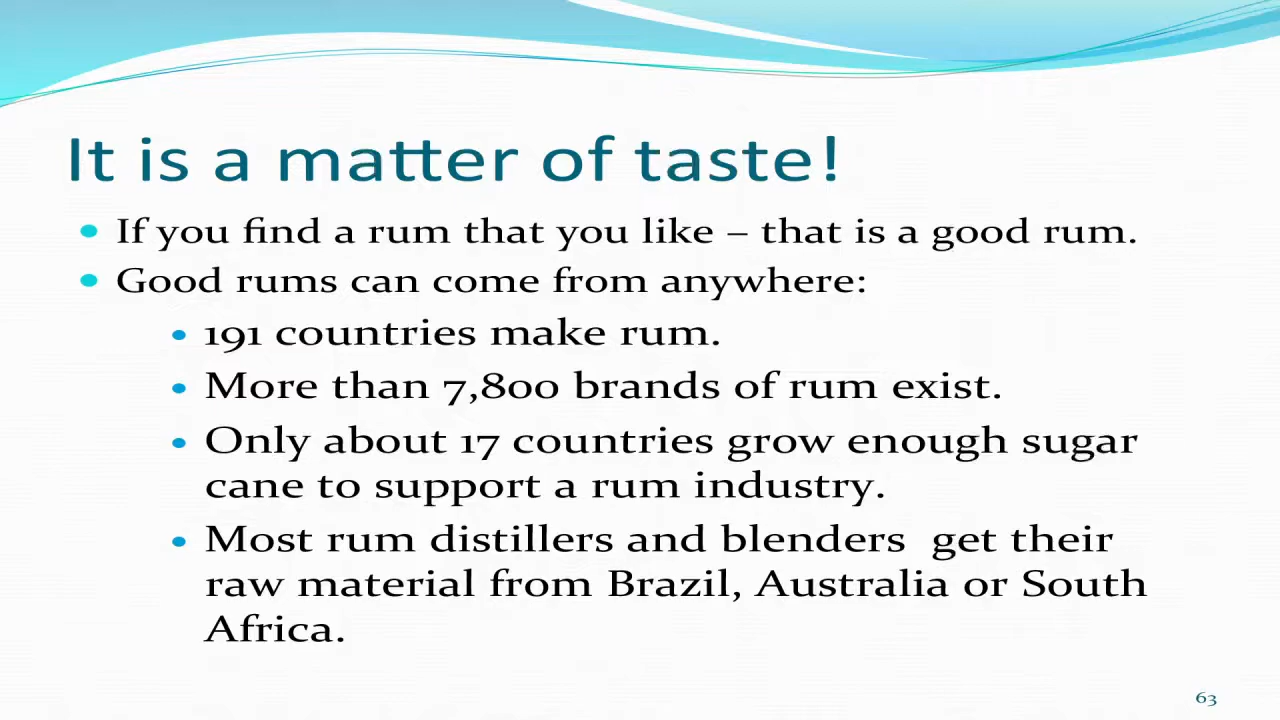 It is a matter of taste!
• If you find a rum that you like – that is a good rum.
• Good rums can come from anywhere:
• 191 countries make rum.
• More than 7,800 brands of rum exist.
• Only about 17 countries grow enough sugar
cane to support a rum industry.
• Most rum distillers and blenders  get their
raw material from Brazil, Australia or South
Africa.
63